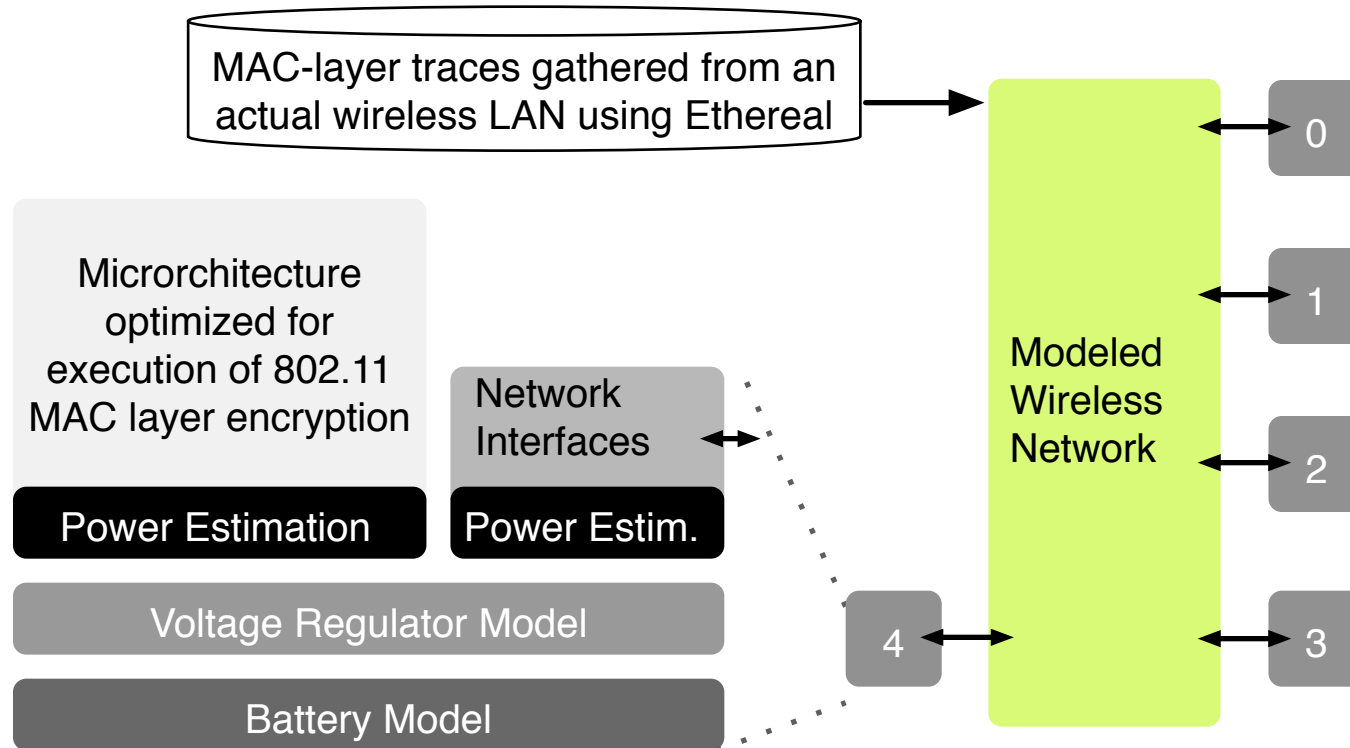 MAC-layer traces gathered from an
actual wireless LAN using Ethereal
0
Microrchitecture
optimized for
execution of 802.11
MAC layer encryption
1
Network
Interfaces
Modeled
Wireless
Network
2
Power Estimation
Power Estim.
Voltage Regulator Model
4
3
Battery Model